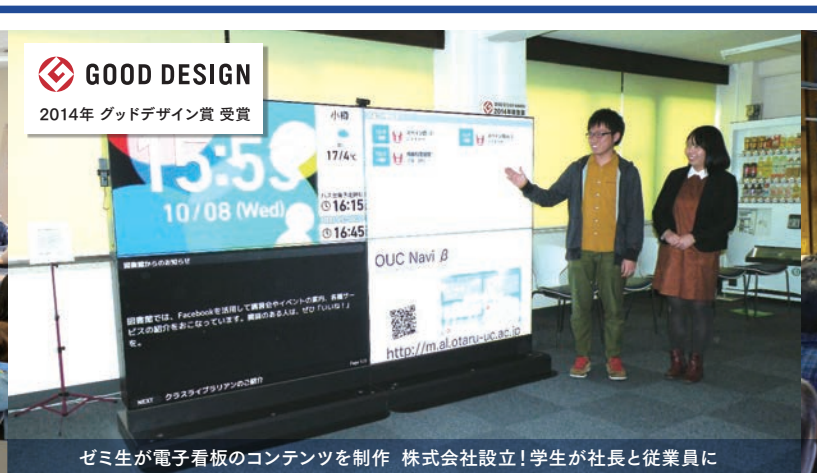 GOOD DESIGN
2014年 グッドデザイン賞 受賞
15:59
10/08 (Wed)
小樽
17/4℃
16:15
16:45
図書館からのお知らせ
図書館では、Facebookを活用して講習会やイベントの案内、各種サー
ビスの紹介をおこなっています。興味のある人は、ぜひ「いいね!」
を。
NEXT クラスライブラリアンのご紹介
OUC Navi β
http://m.al.otaru-uc.ac.jp
ゼミ生が電子看板のコンテンツを制作 株式会社設立!学生が社長と従業員に